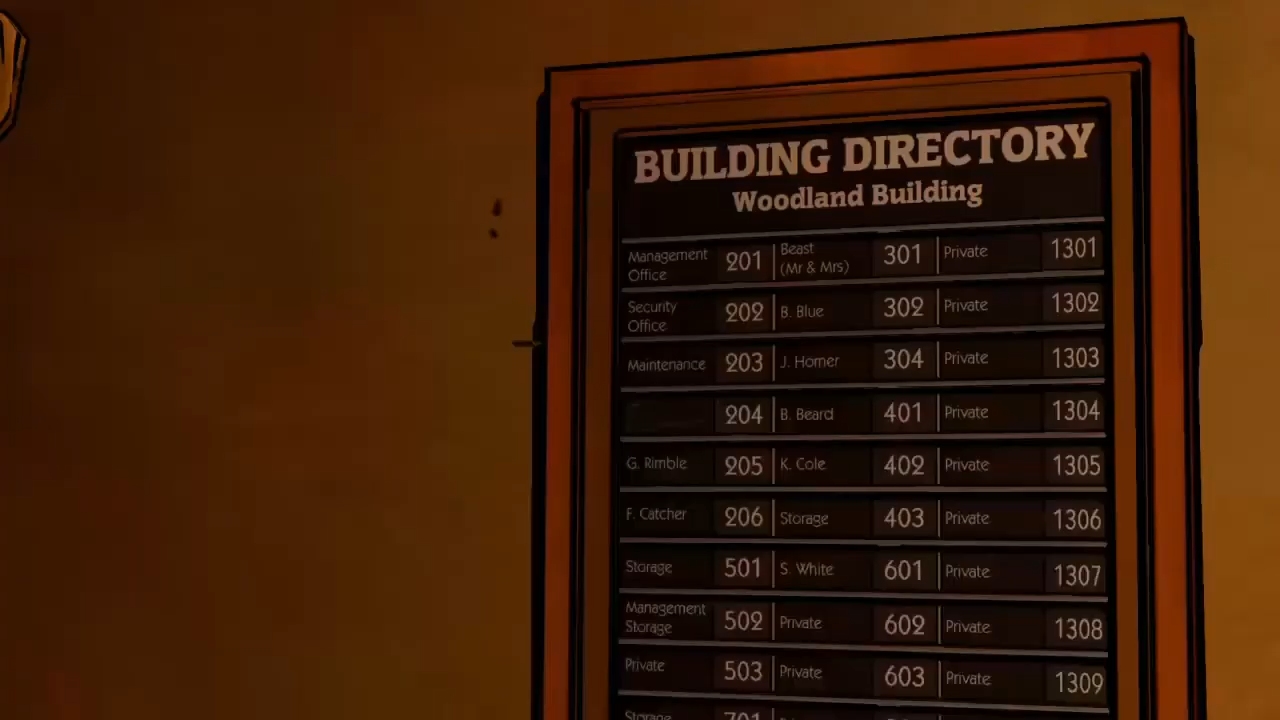 BUILDING DIRECTORY
Woodland Building
Management Office 201 Beast (Mr & Mrs) 301 Private 1301
Security Office 202 B. Blue 302 Private 1302
Maintenance 203 J. Horner 304 Private 1303
204 B. Beard 401 Private 1304
G. Rimble 205 K. Cole 402 Private 1305
F. Catcher 206 Storage 403 Private 1306
Storage 501 S. White 601 Private 1307
Management Storage 502 Private 602 Private 1308
Private 503 Private 603 Private 1309
Storage